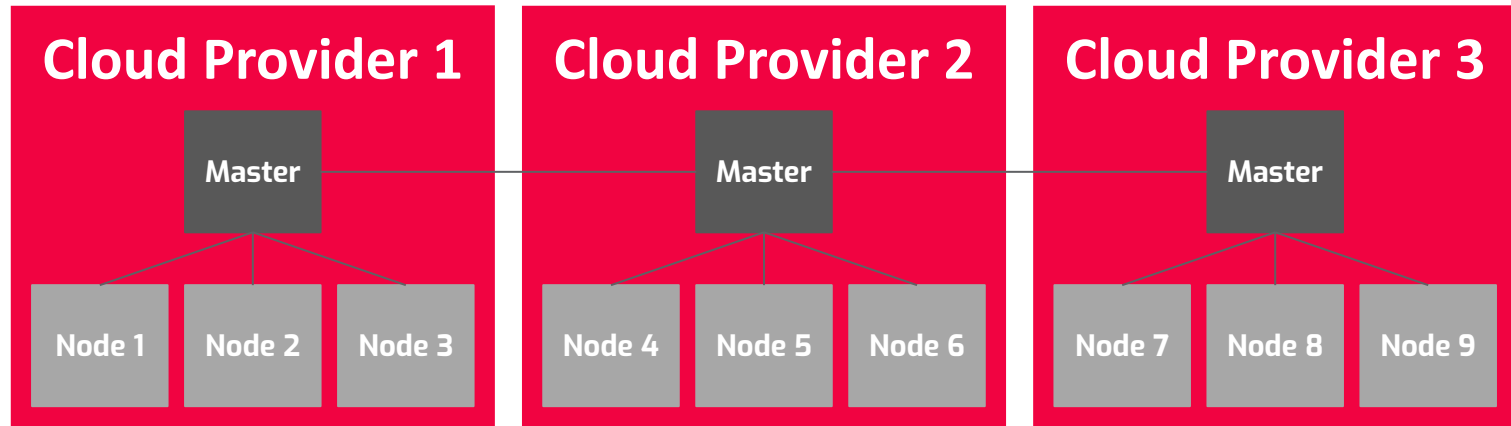 Cloud Provider 1
Cloud Provider 2
Cloud Provider 3
Master
Master
Master
Node 1
Node 2
Node 3
Node 4
Node 5
Node 6
Node 7
Node 8
Node 9